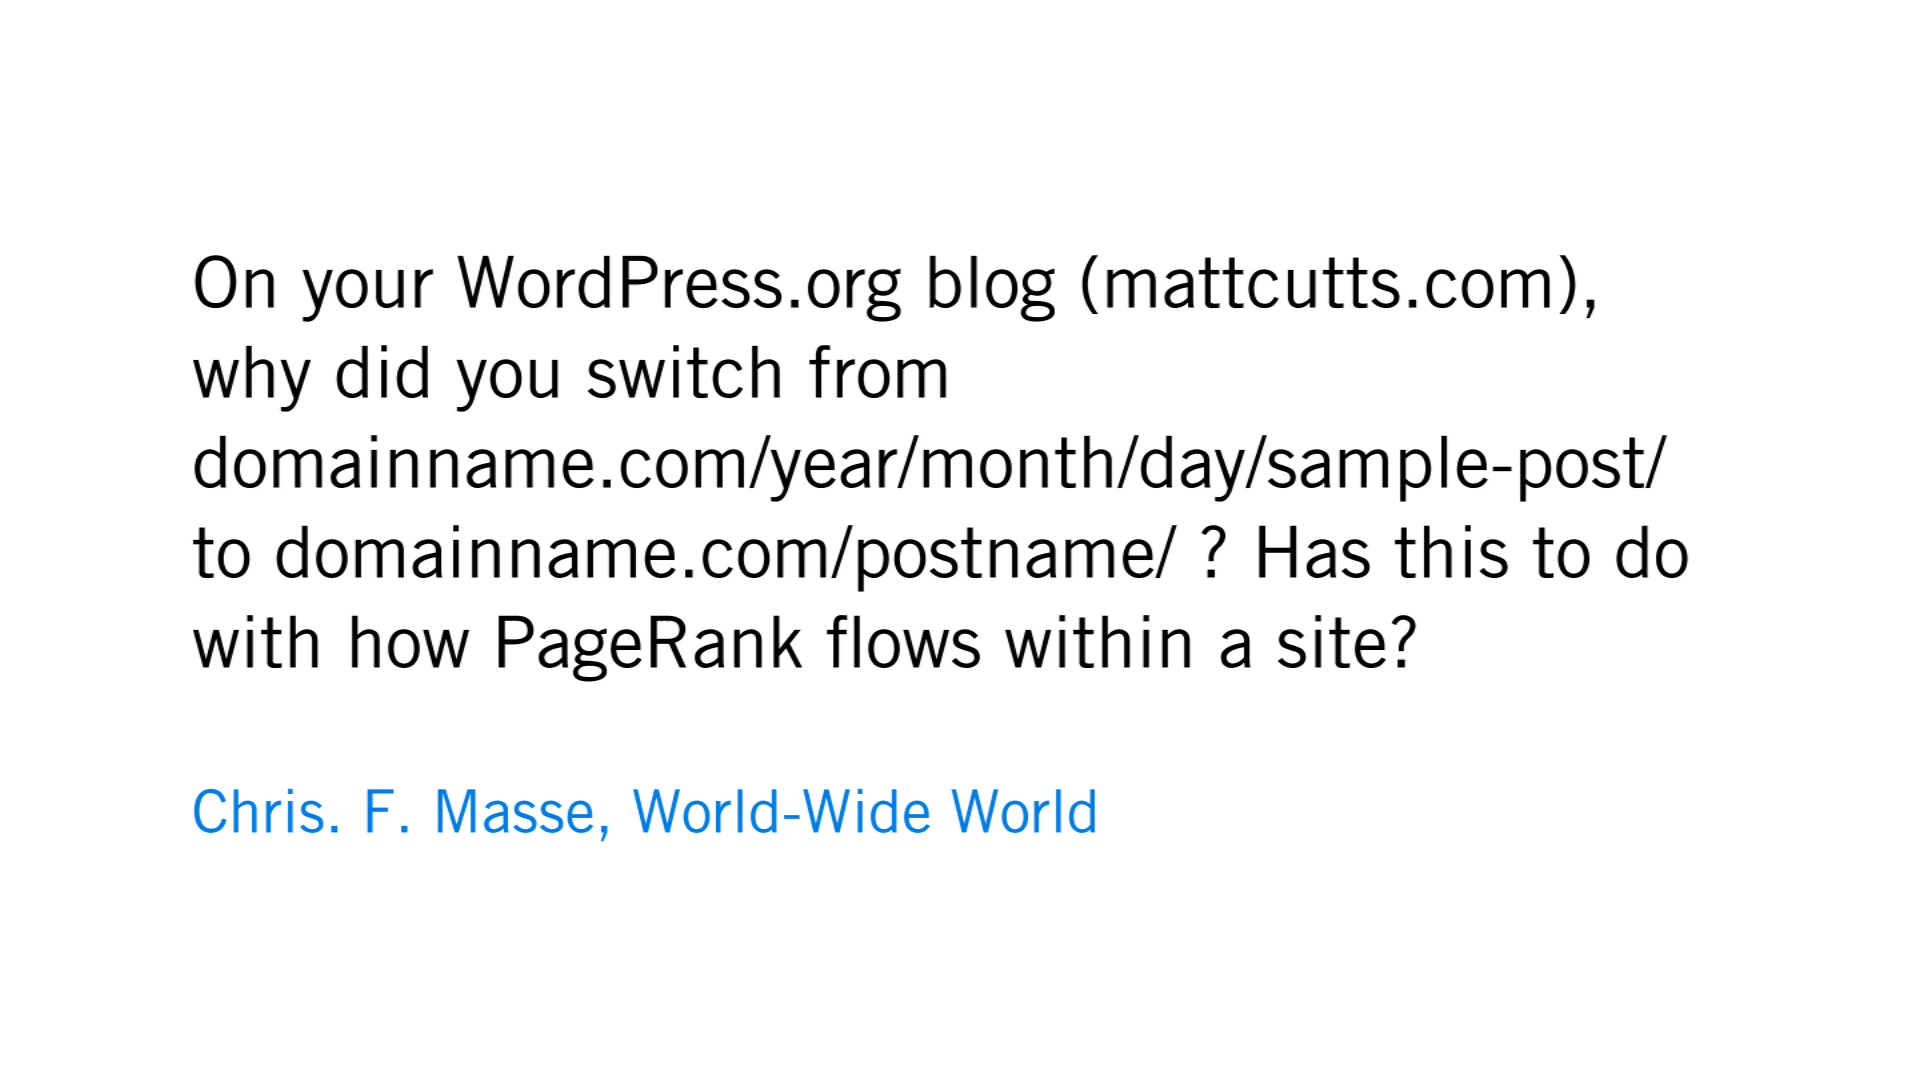 On your WordPress.org blog (mattcutts.com),
why did you switch from
domainname.com/year/month/day/sample-post/
to domainname.com/postname/ ? Has this to do
with how PageRank flows within a site?
Chris. F. Masse, World-Wide World